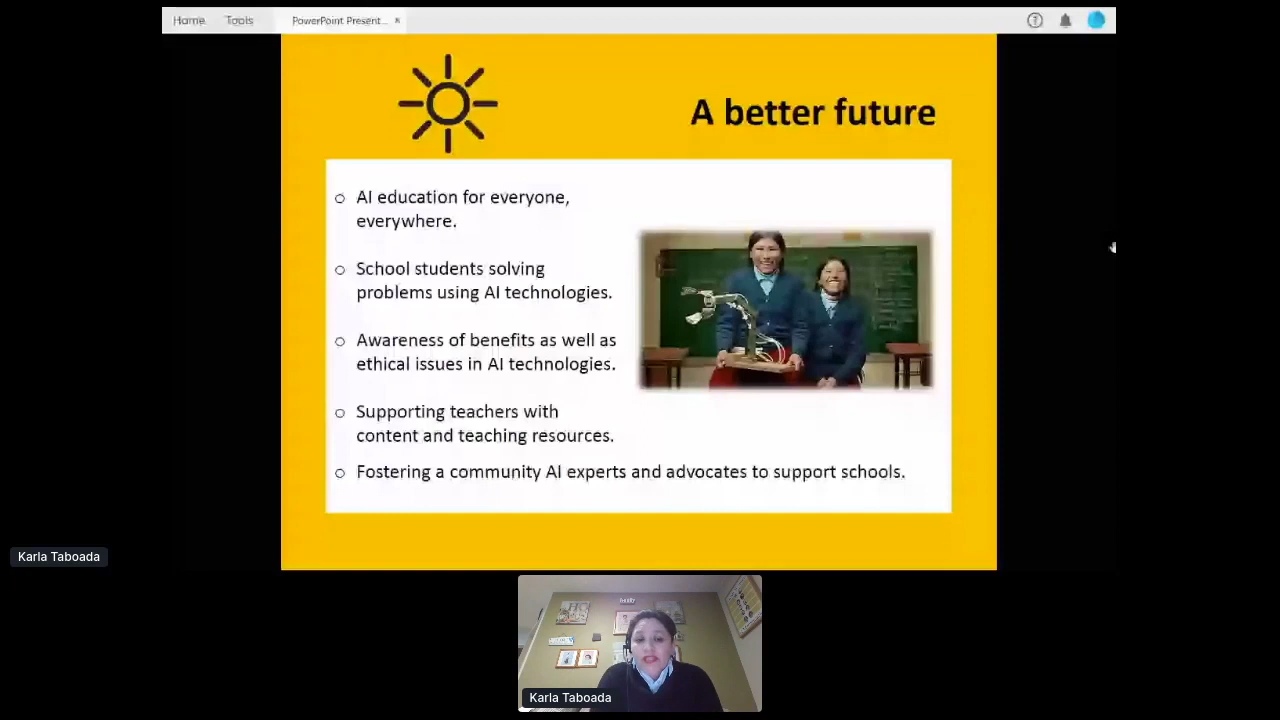 Home
Tools
PowerPoint Present...
A better future
AI education for everyone,
everywhere.
School students solving
problems using AI technologies.
Awareness of benefits as well as
ethical issues in AI technologies.
Supporting teachers with
content and teaching resources.
Fostering a community AI experts and advocates to support schools.
Karla Taboada
Karla Taboada